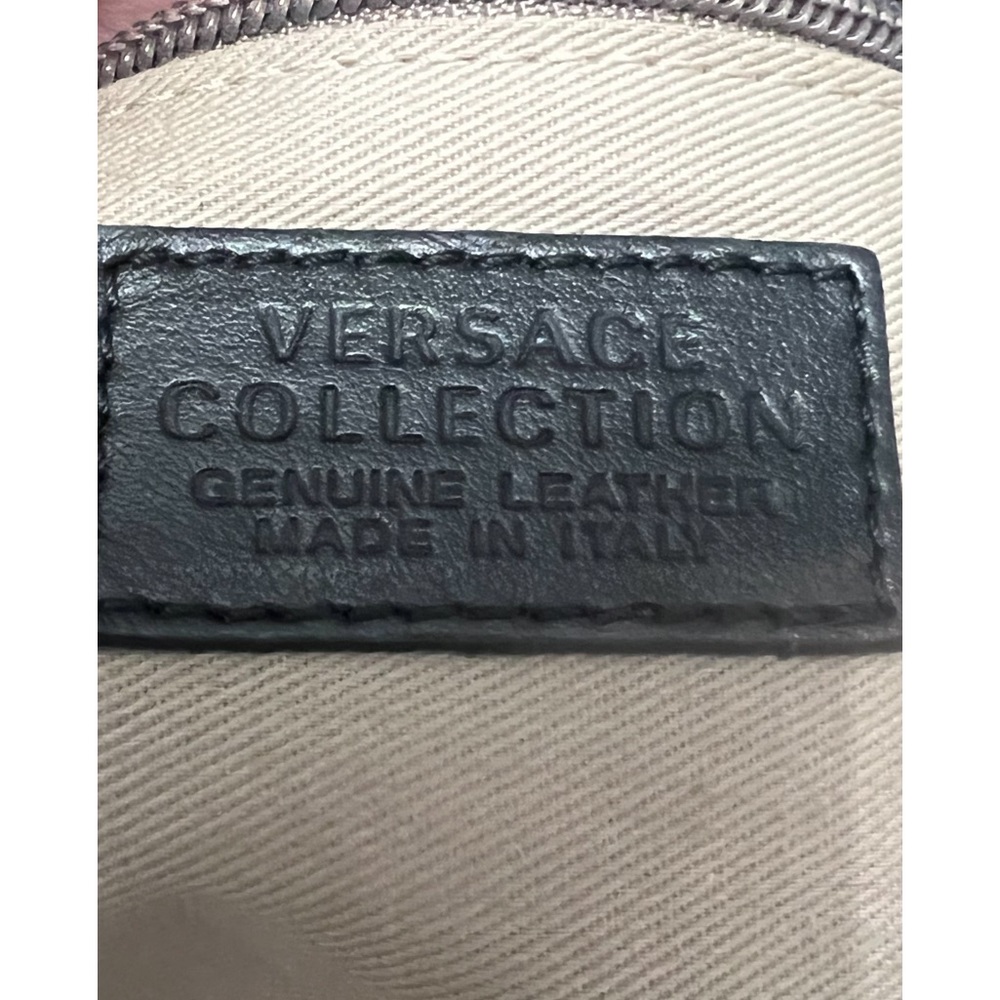 VERSACE
COLLECTION
GENUINE LEATHER
MADE IN ITALY